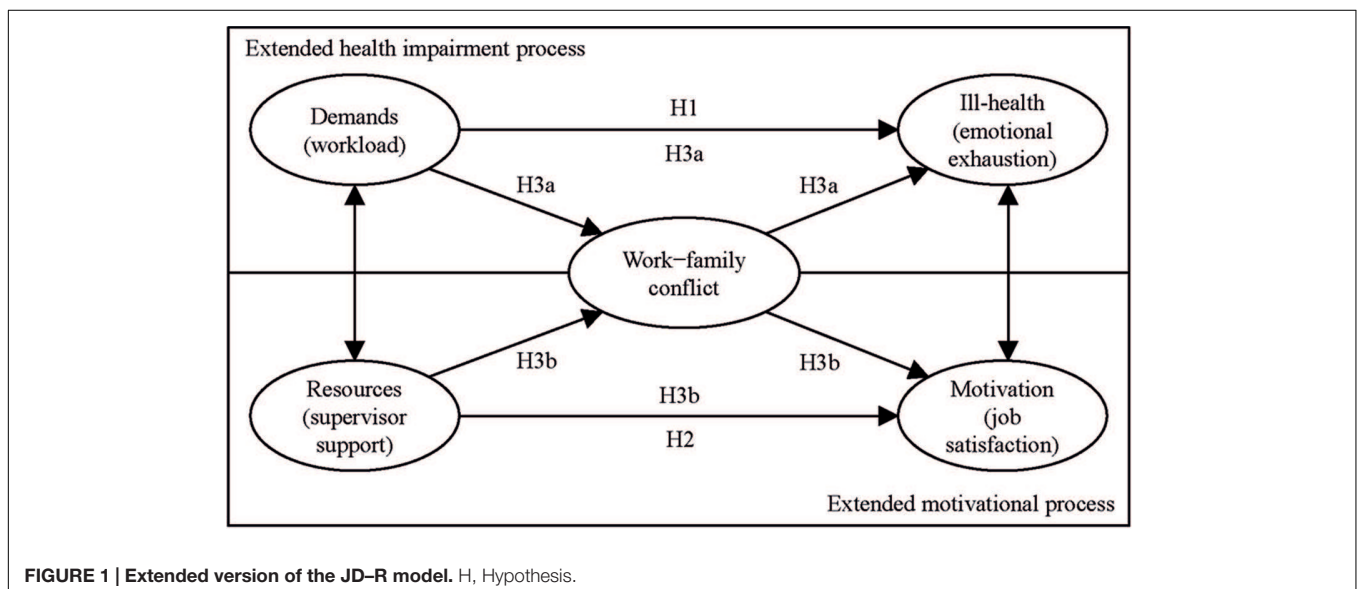 Extended health impairment process
Demands
(workload)
H1
H3a
Ill-health
(emotional
exhaustion)
H3a
H3a
Work−family
conflict
H3b
H3b
Resources
(supervisor
support)
H3b
H2
Motivation
(job
satisfaction)
Extended motivational process
FIGURE 1 | Extended version of the JD–R model. H, Hypothesis.